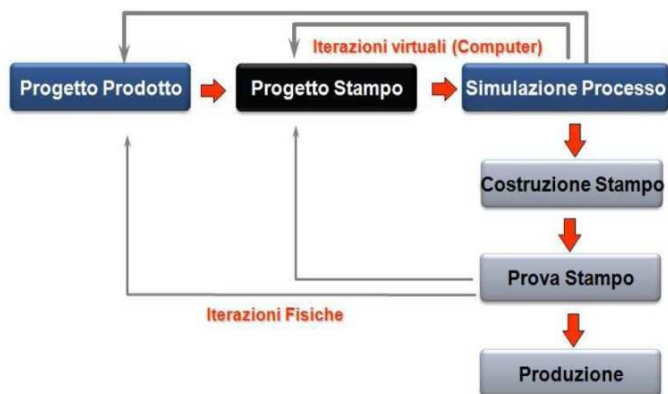 Iterazioni virtuali (Computer)
Progetto Prodotto
Progetto Stampo
Simulazione Processo
Costruzione Stampo
Prova Stampo
Iterazioni Fisiche
Produzione